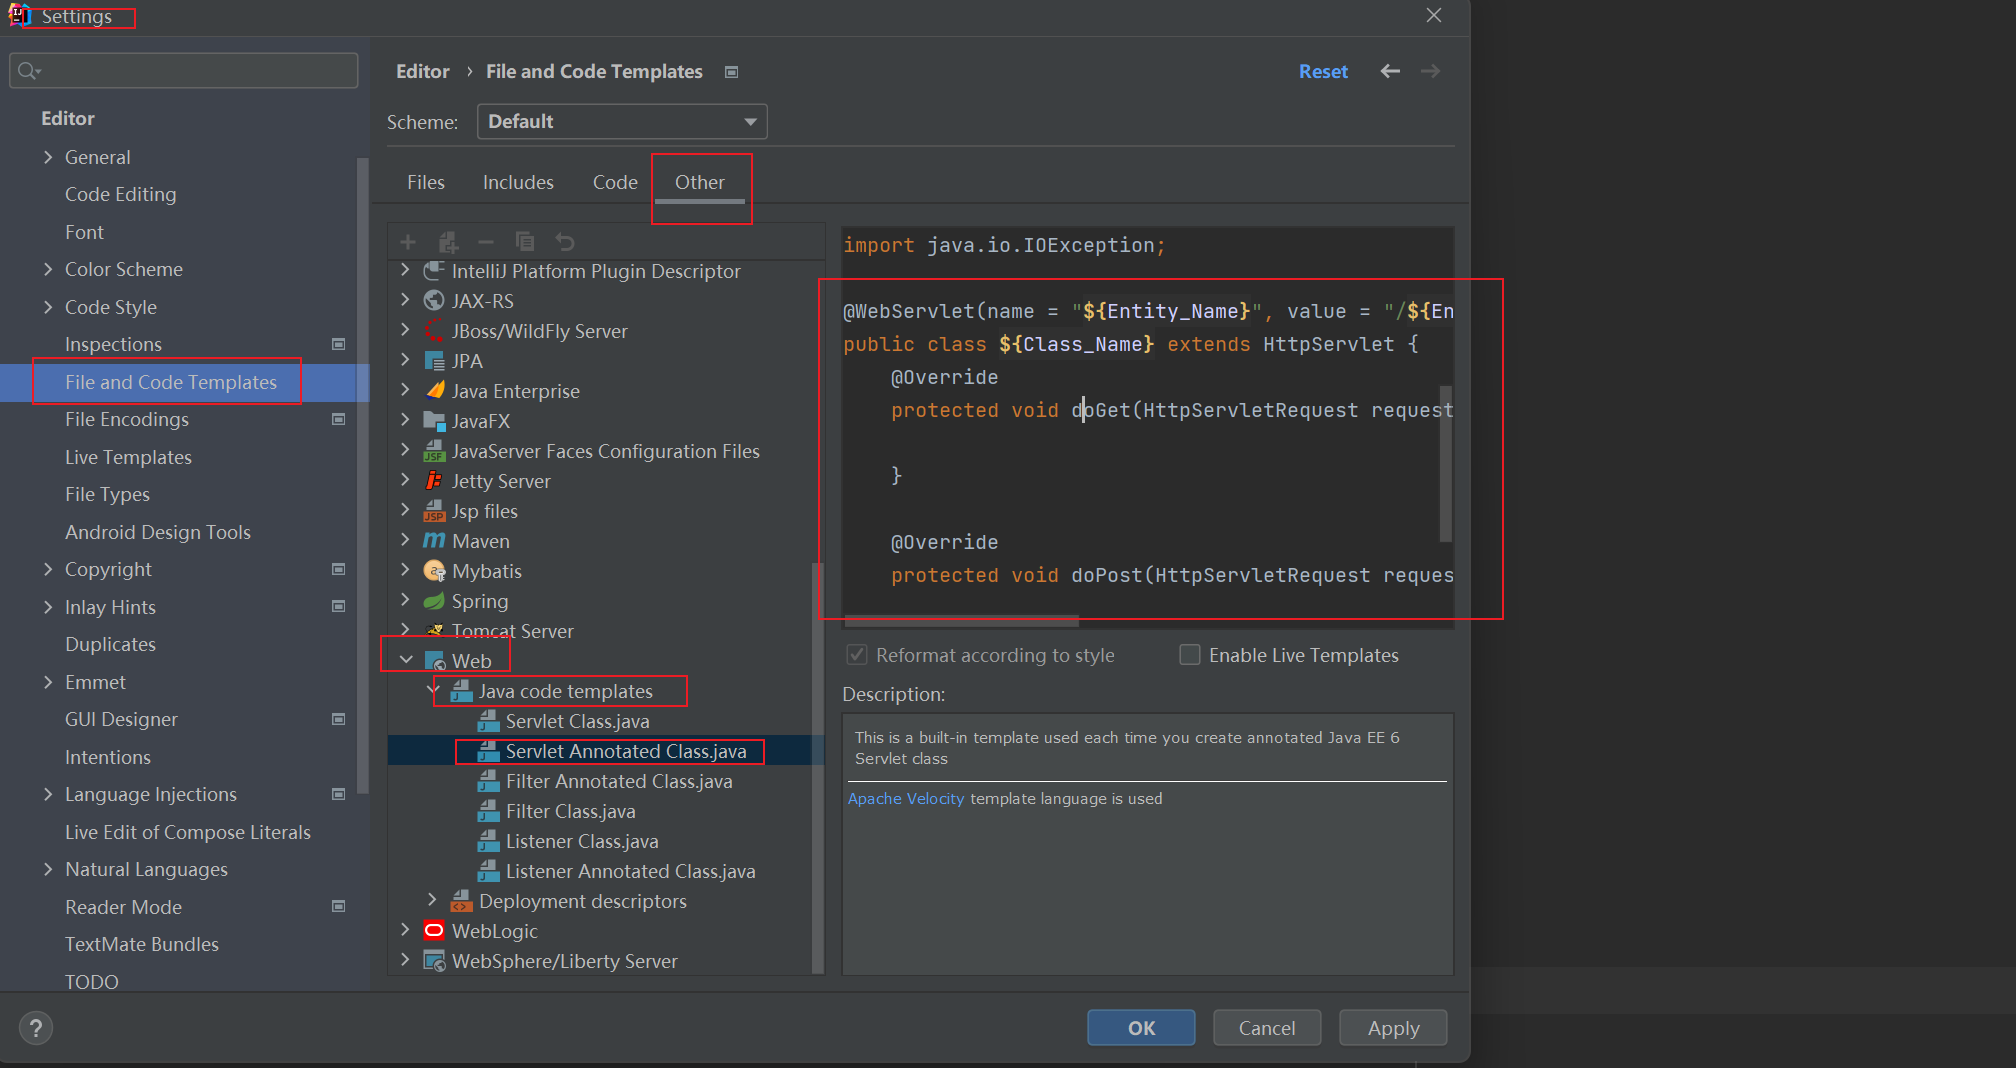 Settings
Editor › File and Code Templates
Reset
Scheme: Default
Editor
General
Code Editing
Font
Color Scheme
Code Style
Inspections
File and Code Templates
File Encodings
Live Templates
File Types
Android Design Tools
Copyright
Inlay Hints
Duplicates
Emmet
GUI Designer
Intentions
Language Injections
Live Edit of Compose Literals
Natural Languages
Reader Mode
TextMate Bundles
TODO
Files Includes Code Other
IntelliJ Platform Plugin Descriptor
JAX-RS
JBoss/WildFly Server
JPA
Java Enterprise
JavaFX
JavaServer Faces Configuration Files
Jetty Server
Jsp files
Maven
Mybatis
Spring
Tomcat Server
Web
Java code templates
Servlet Class.java
Servlet Annotated Class.java
Filter Annotated Class.java
Filter Class.java
Listener Class.java
Listener Annotated Class.java
Deployment descriptors
WebLogic
WebSphere/Liberty Server
import java.io.IOException;
@WebServlet(name = "${Entity_Name}", value = "/${En
public class ${Class_Name} extends HttpServlet {
@Override
protected void doGet(HttpServletRequest request
}
@Override
protected void doPost(HttpServletRequest reques
Reformat according to style
Enable Live Templates
Description:
This is a built-in template used each time you create annotated Java EE 6
Servlet class
Apache Velocity template language is used
?
OK
Cancel
Apply